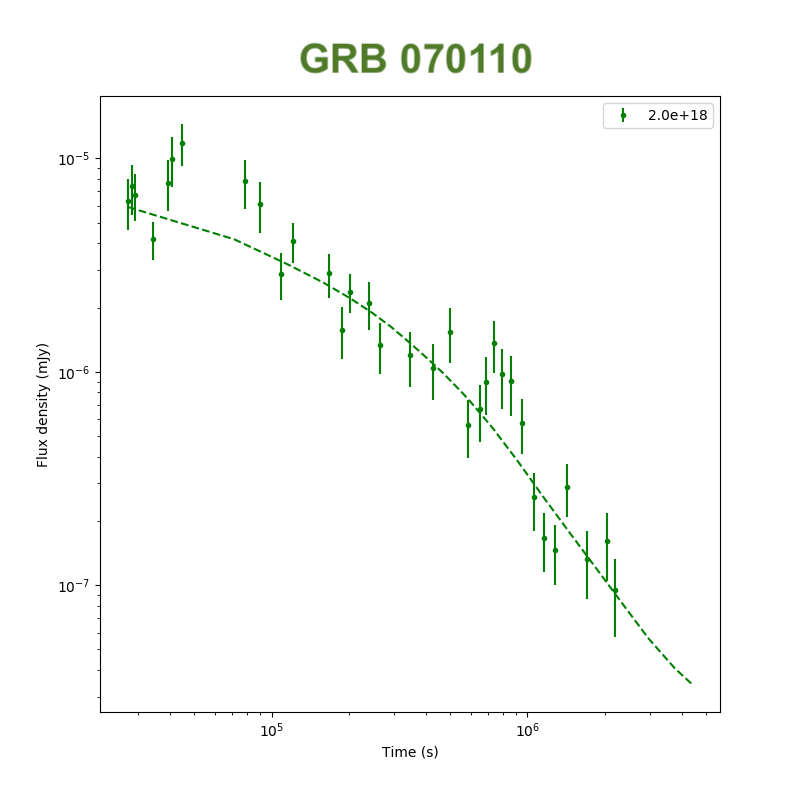 GRB 070110
2.0e+18
10⁻⁵
10⁻⁶
10⁻⁷
Flux density (mJy)
10⁵ 10⁶
Time (s)